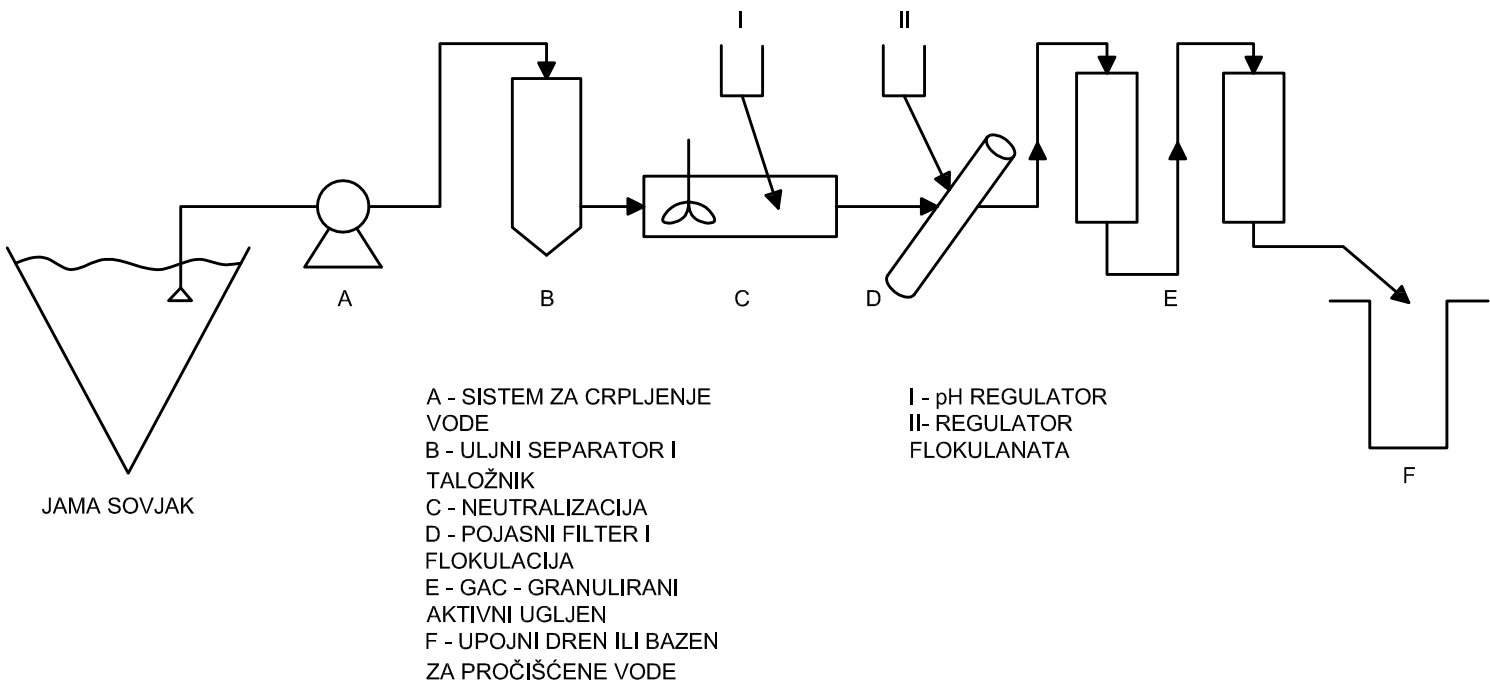 I
II
A
B
C
D
E
F
JAMA SOVJAK
A - SISTEM ZA CRPLJENJE
VODE
B - ULJNI SEPARATOR I
TALOŽNIK
C - NEUTRALIZACIJA
D - POJASNI FILTER I
FLOKULACIJA
E - GAC - GRANULIRANI
AKTIVNI UGLJEN
F - UPOJNI DREN ILI BAZEN
ZA PROČIŠĆENE VODE
I - pH REGULATOR
II- REGULATOR
FLOKULANATA